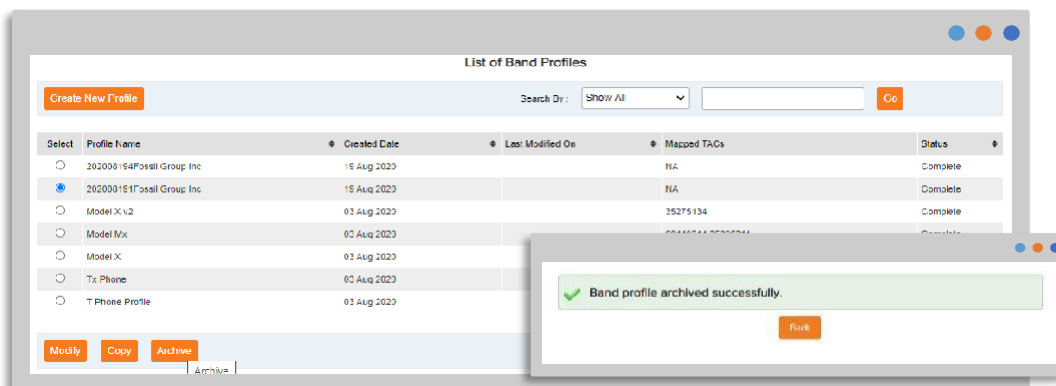 List of Band Profiles
Create New Profile Search By : Show All Go
Select Profile Name Created Date Last Modified On Mapped TACs Status
202008194Fossil Group Inc 19 Aug 2020 NA Complete
202008191Fossil Group Inc 19 Aug 2020 NA Complete
Model X v2 03 Aug 2020 35275134 Complete
Model Mx 03 Aug 2020
Model X 03 Aug 2020
Tx Phone 03 Aug 2020
T Phone Profile 03 Aug 2020
Band profile archived successfully.
Back
Modify Copy Archive
Archive